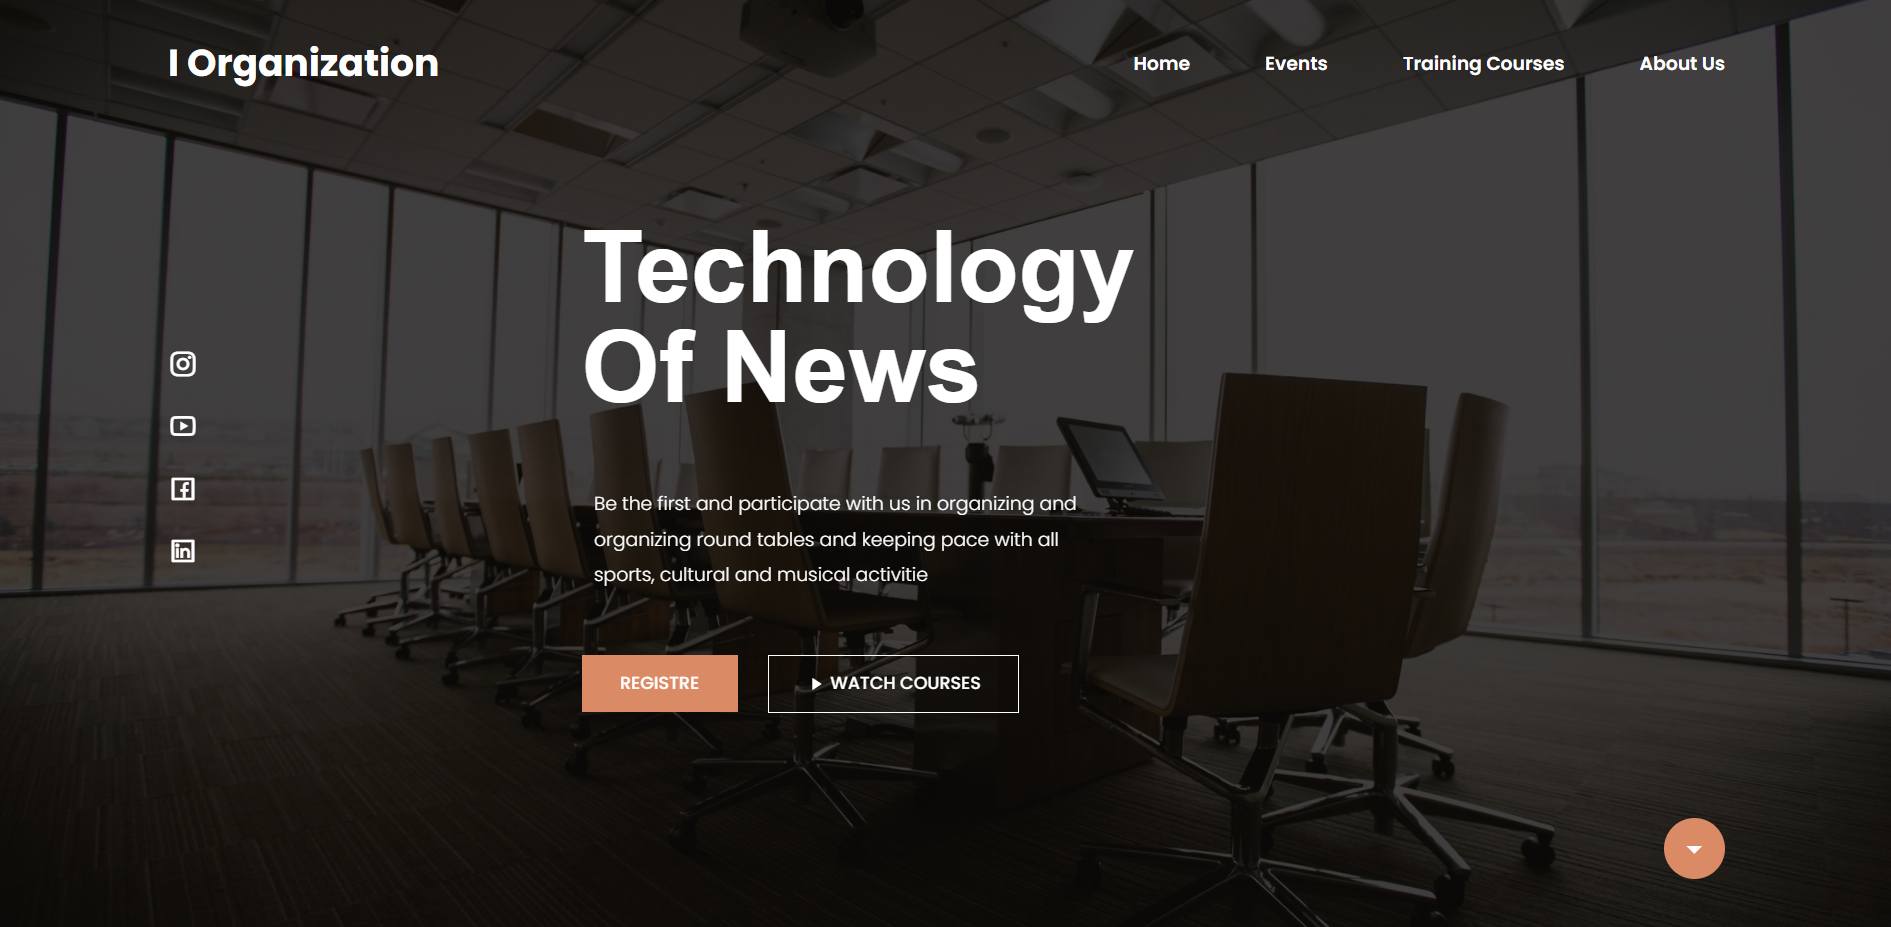 I Organization
Home
Events
Training Courses
About Us
Technology
Of News
Be the first and participate with us in organizing and
organizing round tables and keeping pace with all
sports, cultural and musical activitie
REGISTRE
WATCH COURSES